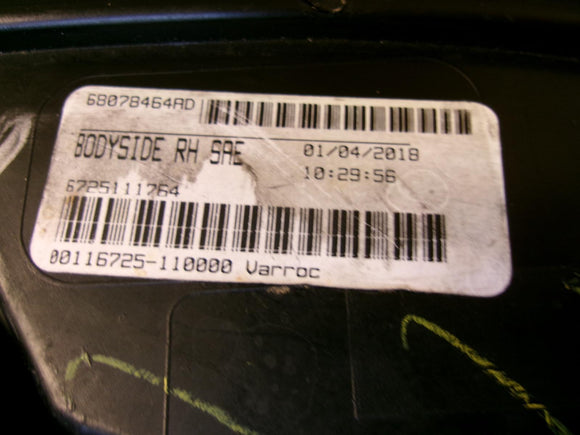 68078464AD
BODYSIDE RH SAE 01/04/2018
10:29:56
6725111764
00116725-110000 Varroc